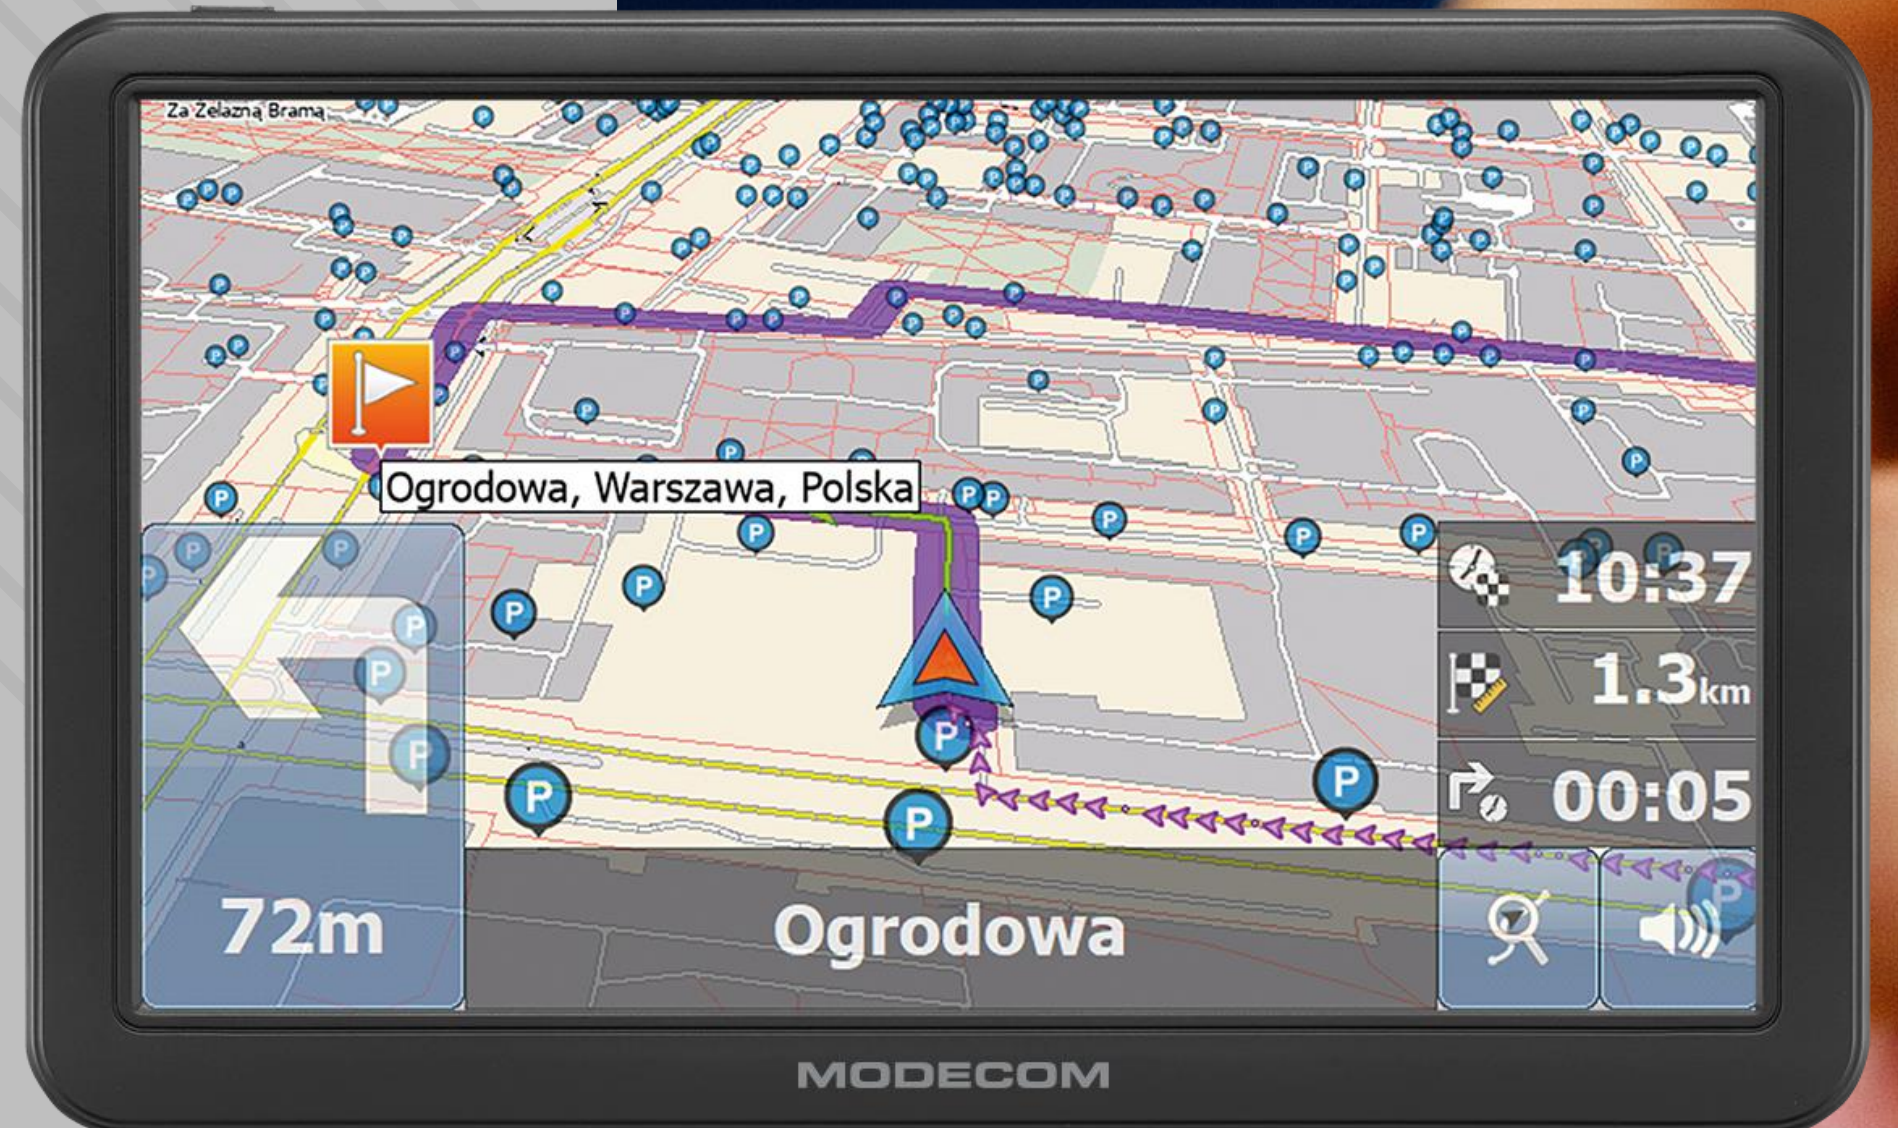 Za Żelazną Bramą
Ogrodowa, Warszawa, Polska
10:37
1.3km
00:05
72m
Ogrodowa
MODECOM